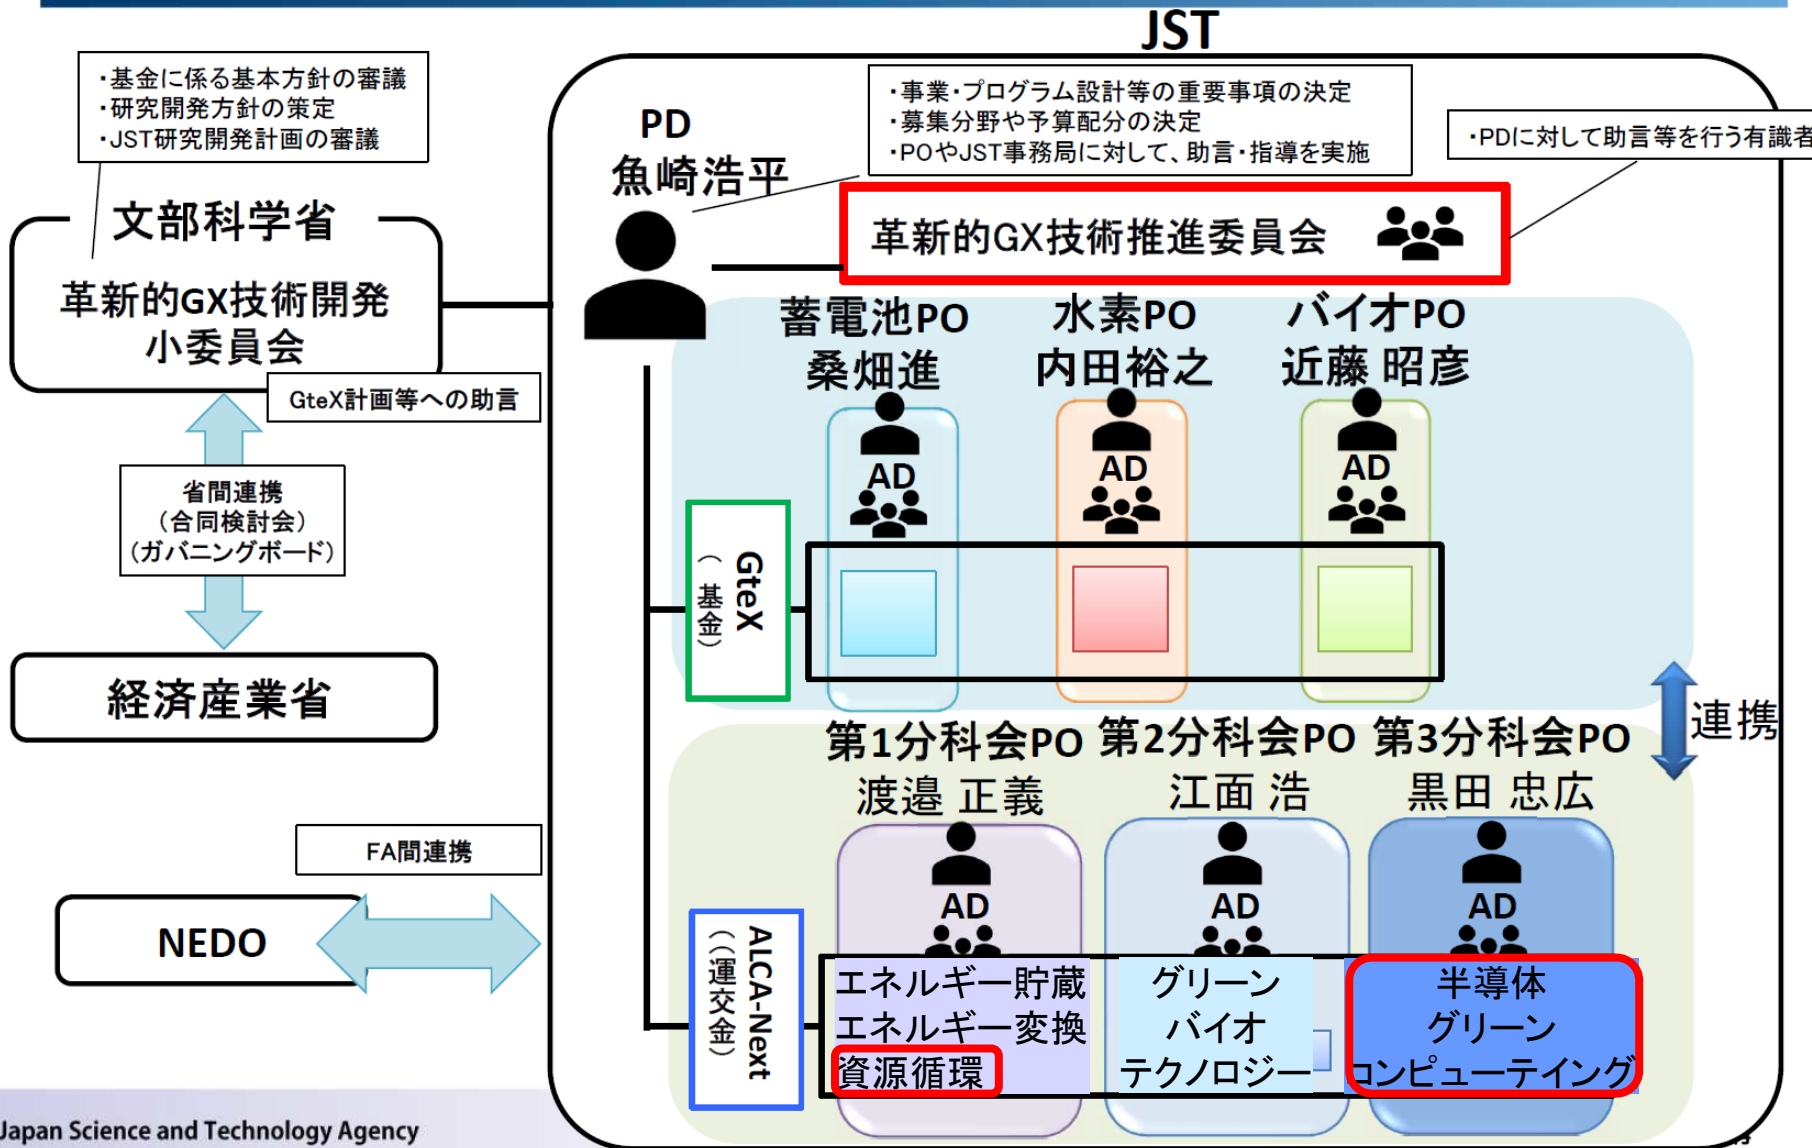 JST
・基金に係る基本方針の審議
・研究開発方針の策定
・JST研究開発計画の審議
・事業・プログラム設計等の重要事項の決定
・募集分野や予算配分の決定
・POやJST事務局に対して、助言・指導を実施
・PDに対して助言等を行う有識者
PD
魚崎浩平
文部科学省
革新的GX技術開発
小委員会
革新的GX技術推進委員会
GteX計画等への助言
省間連携
（合同検討会）
（ガバニングボード）
経済産業省
蓄電池PO
桑畑進
水素PO
内田裕之
バイオPO
近藤 昭彦
AD
AD
AD
GteX
（基金）
連携
第1分科会PO
渡邉 正義
第2分科会PO
江面 浩
第3分科会PO
黒田 忠広
AD
AD
AD
FA間連携
NEDO
ALCA-Next
（（運交金）
エネルギー貯蔵
エネルギー変換
資源循環
グリーン
バイオ
テクノロジー
半導体
グリーン
コンピューテイング
Japan Science and Technology Agency